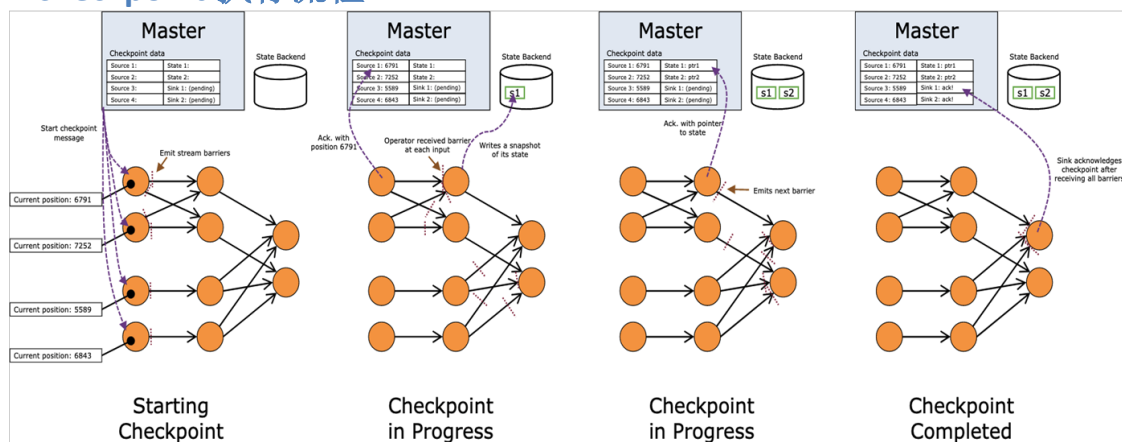 Master
Checkpoint data
State Backend
Source 1:
State 1:
Source 2:
State 2:
Source 3:
Sink 1: (pending)
Source 4:
Sink 2: (pending)
Start checkpoint
message
Emit stream barriers
Current position: 6791
Current position: 7252
Current position: 5589
Current position: 6843
Starting
Checkpoint
Master
Checkpoint data
State Backend
Source 1: 6791
State 1:
Source 2: 7252
State 2:
Source 3: 5589
Sink 1: (pending)
Source 4: 6843
Sink 2: (pending)
s1
Ack. with
position 6791
Operator received barrier
at each input
Writes a snapshot
of its state
Checkpoint
in Progress
Master
Checkpoint data
State Backend
Source 1: 6791
State 1: ptr1
Source 2: 7252
State 2: ptr2
Source 3: 5589
Sink 1: (pending)
Source 4: 6843
Sink 2: (pending)
s1
s2
Ack. with pointer
to state
Emits next barrier
Checkpoint
in Progress
Master
Checkpoint data
State Backend
Source 1: 6791
State 1: ptr1
Source 2: 7252
State 2: ptr2
Source 3: 5589
Sink 1: ack!
Source 4: 6843
Sink 2: ack!
s1
s2
Sink acknowledges
checkpoint after
receiving all barriers
Checkpoint
Completed